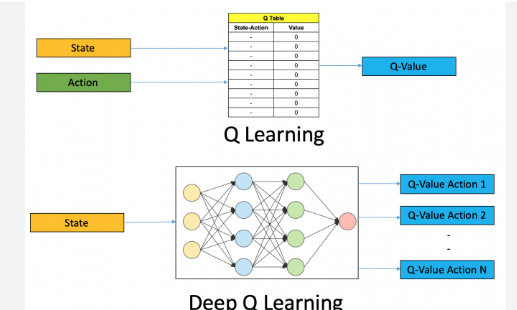 Q Table
State-Action Value
- 0
- 0
- 0
- 0
- 0
- 0
- 0
- 0
- 0
State
Action
Q-Value
Q Learning
State
Q-Value Action 1
Q-Value Action 2
-
-
Q-Value Action N
Deep Q Learning